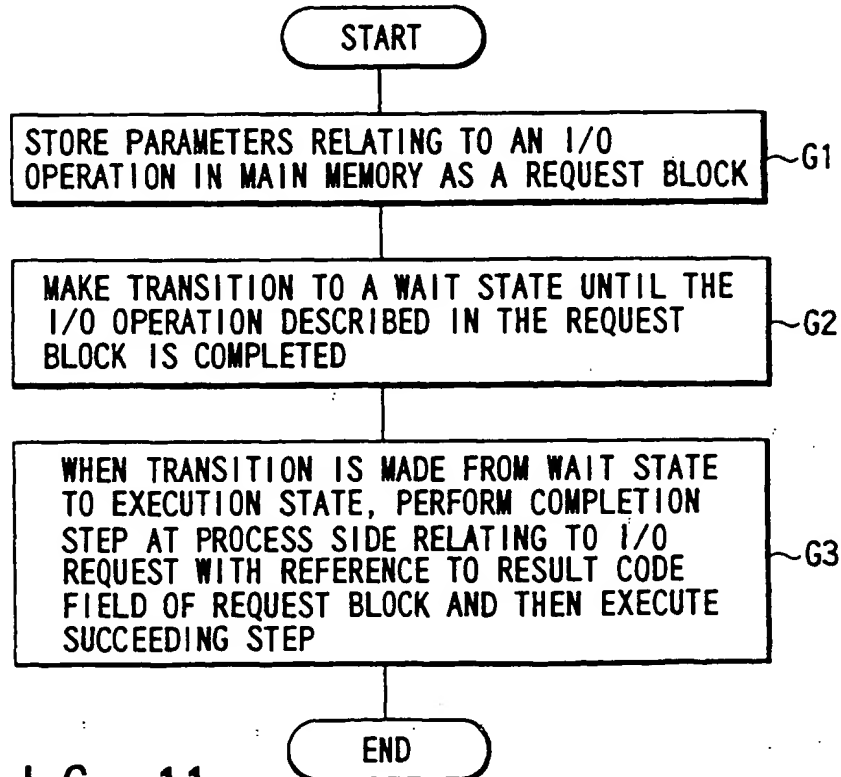 START
STORE PARAMETERS RELATING TO AN I/O
OPERATION IN MAIN MEMORY AS A REQUEST BLOCK
G1
MAKE TRANSITION TO A WAIT STATE UNTIL THE
I/O OPERATION DESCRIBED IN THE REQUEST
BLOCK IS COMPLETED
G2
WHEN TRANSITION IS MADE FROM WAIT STATE
TO EXECUTION STATE, PERFORM COMPLETION
STEP AT PROCESS SIDE RELATING TO I/O
REQUEST WITH REFERENCE TO RESULT CODE
FIELD OF REQUEST BLOCK AND THEN EXECUTE
SUCCEEDING STEP
G3
END